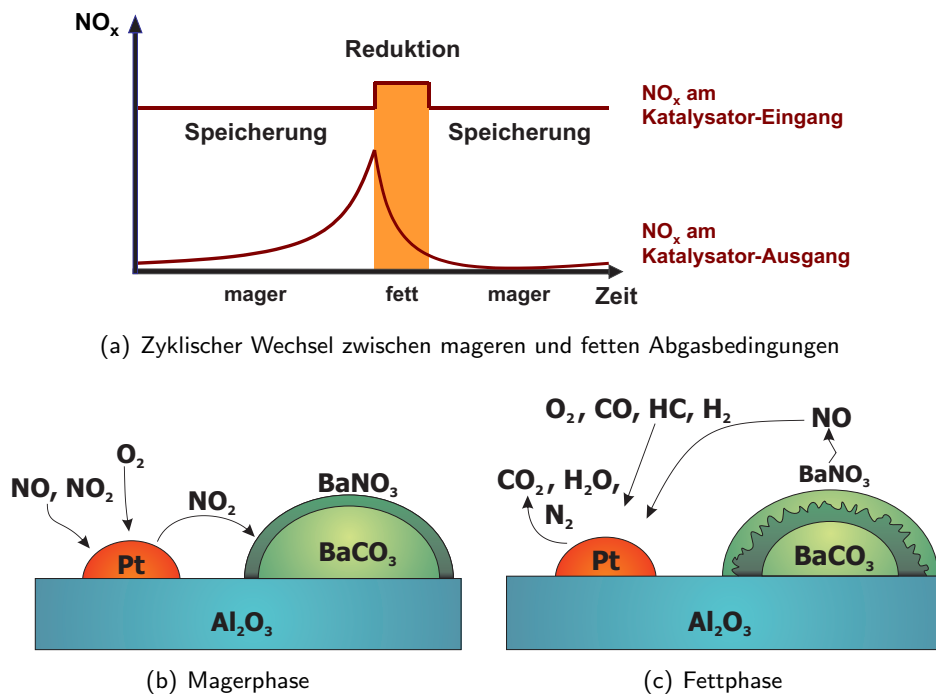 NOₓ
Reduktion
NOₓ am
Katalysator-Eingang
Speicherung
Speicherung
NOₓ am
Katalysator-Ausgang
mager
fett
mager
Zeit
(a) Zyklischer Wechsel zwischen mageren und fetten Abgasbedingungen
O₂
NO, NO₂
NO₂
BaNO₃
BaCO₃
Pt
Al₂O₃
(b) Magerphase
O₂, CO, HC, H₂
NO
CO₂, H₂O,
N₂
BaNO₃
BaCO₃
Pt
Al₂O₃
(c) Fettphase